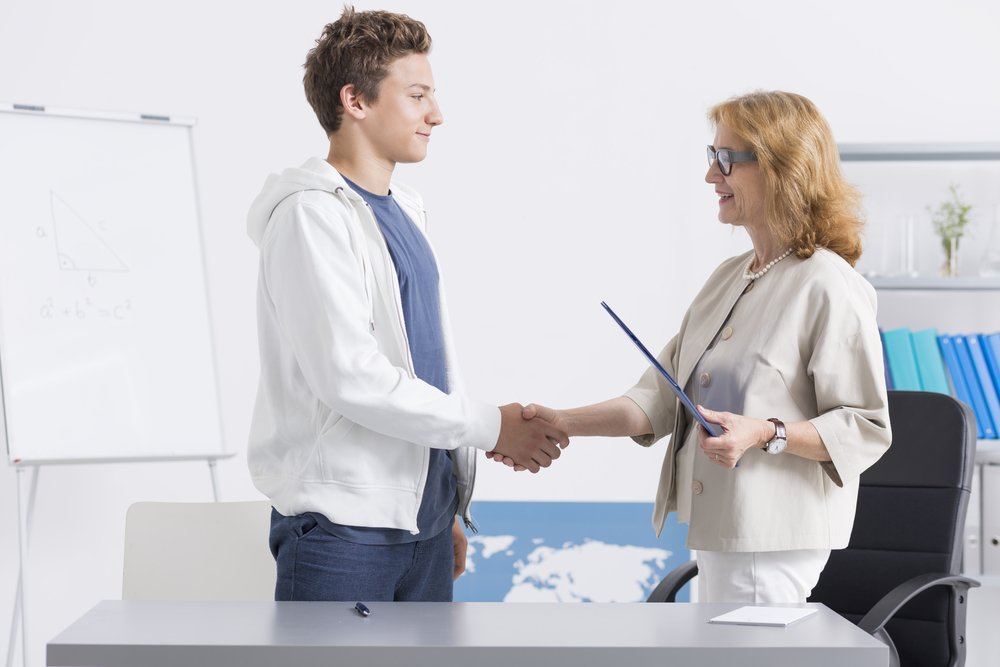 a
c
b
a² + b² = c²